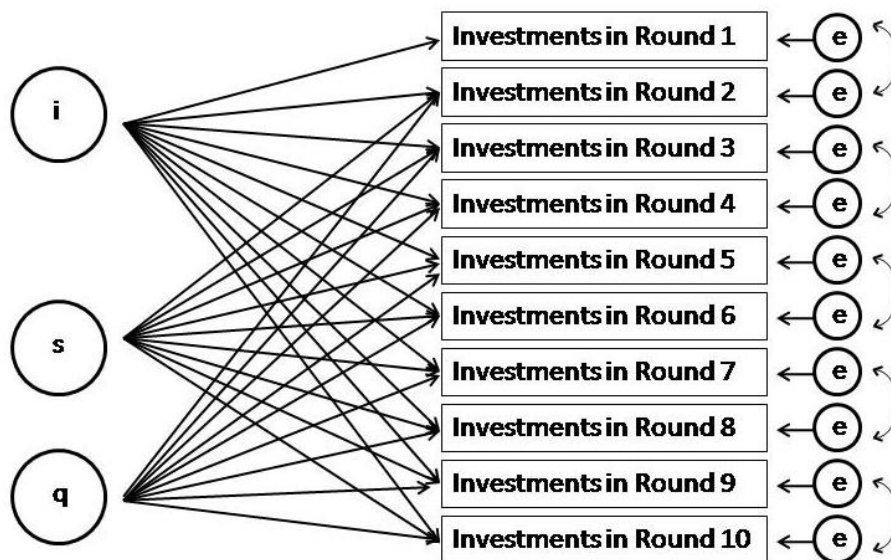 Investments in Round 1
e
i
Investments in Round 2
e
Investments in Round 3
e
Investments in Round 4
e
Investments in Round 5
e
Investments in Round 6
e
s
Investments in Round 7
e
Investments in Round 8
e
q
Investments in Round 9
e
Investments in Round 10
e